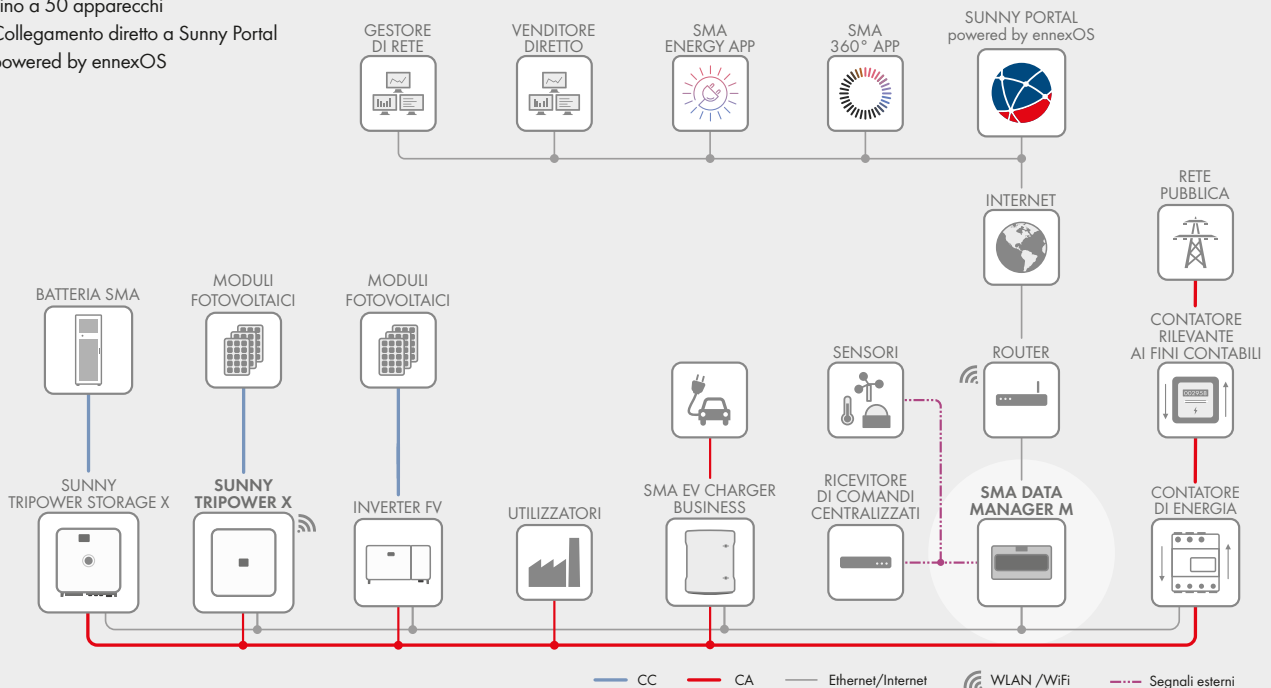 fino a 50 apparecchi
Collegamento diretto a Sunny Portal
powered by ennexOS
GESTORE
DI RETE
VENDITORE
DIRETTO
SMA
ENERGY APP
SMA
360° APP
SUNNY PORTAL
powered by ennexOS
INTERNET
RETE
PUBBLICA
BATTERIA SMA
MODULI
FOTOVOLTAICI
MODULI
FOTOVOLTAICI
SENSORI
ROUTER
CONTATORE
RILEVANTE
AI FINI CONTABILI
SUNNY
TRIPOWER STORAGE X
SUNNY
TRIPOWER X
INVERTER FV
UTILIZZATORI
SMA EV CHARGER
BUSINESS
RICEVITORE
DI COMANDI
CENTRALIZZATI
SMA DATA
MANAGER M
CONTATORE
DI ENERGIA
CC
CA
Ethernet/Internet
WLAN /WiFi
Segnali esterni